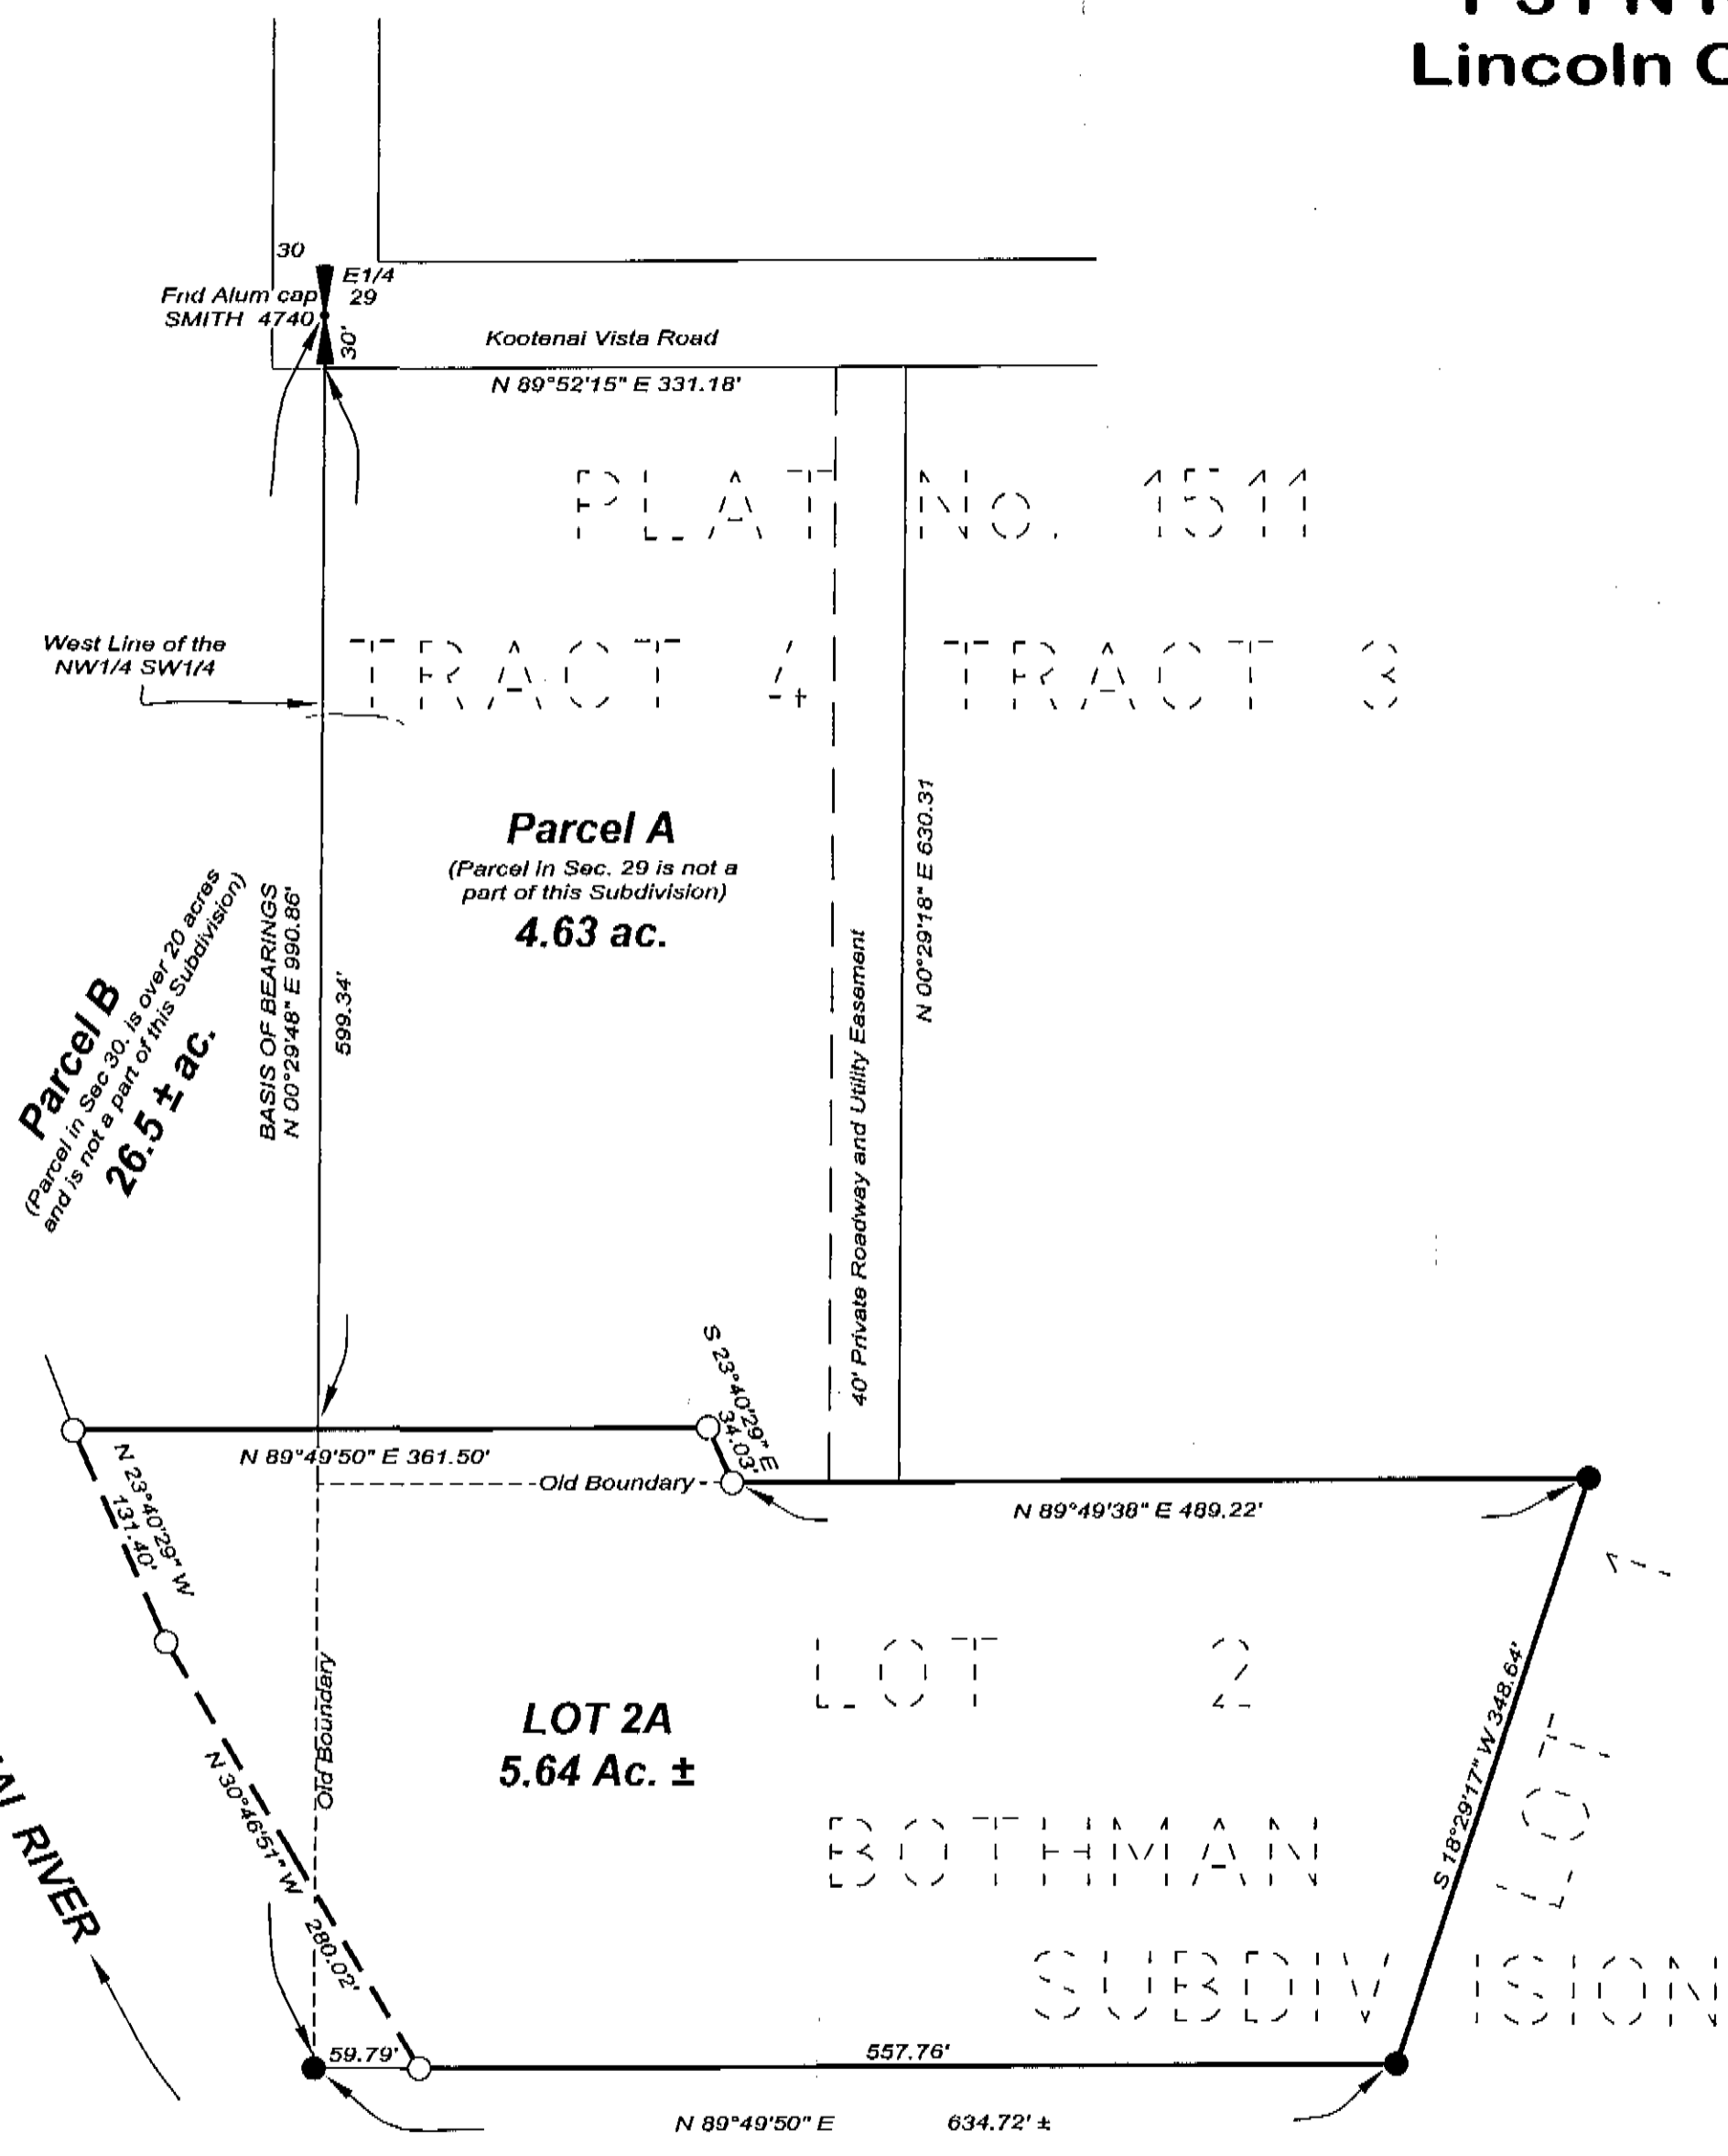 Lincoln
30
E1/4
29
Fnd Alum cap
SMITH 4740
30'
Kootenai Vista Road
N 89°52'15" E 331.18'
PLAT No. 1511
West Line of the
NW1/4 SW1/4
TRACT 4
TRACT 3
Parcel A
(Parcel in Sec. 29 is not a
part of this Subdivision)
4.63 ac.
N 00°29'18" E 630.31
40' Private Roadway and Utility Easement
BASIS OF BEARINGS
N 00°29'48" E 990.86'
599.34'
Parcel B
(Parcel in Sec 30. is over 20 acres
and is not a part of this Subdivision)
26.5 ± ac.
S 23°40'29" E
34.03'
N 89°49'50" E 361.50'
Old Boundary
N 89°49'38" E 489.22'
N 23°40'29" W
131.40'
LOT 2
LOT 1
Old Boundary
LOT 2A
5.64 Ac. ±
S 18°29'17" W 348.64'
N 30°46'51" W
280.02'
BOTHMAN
SUBDIVISION
RIVER
59.79'
557.76'
N 89°49'50" E 634.72' ±